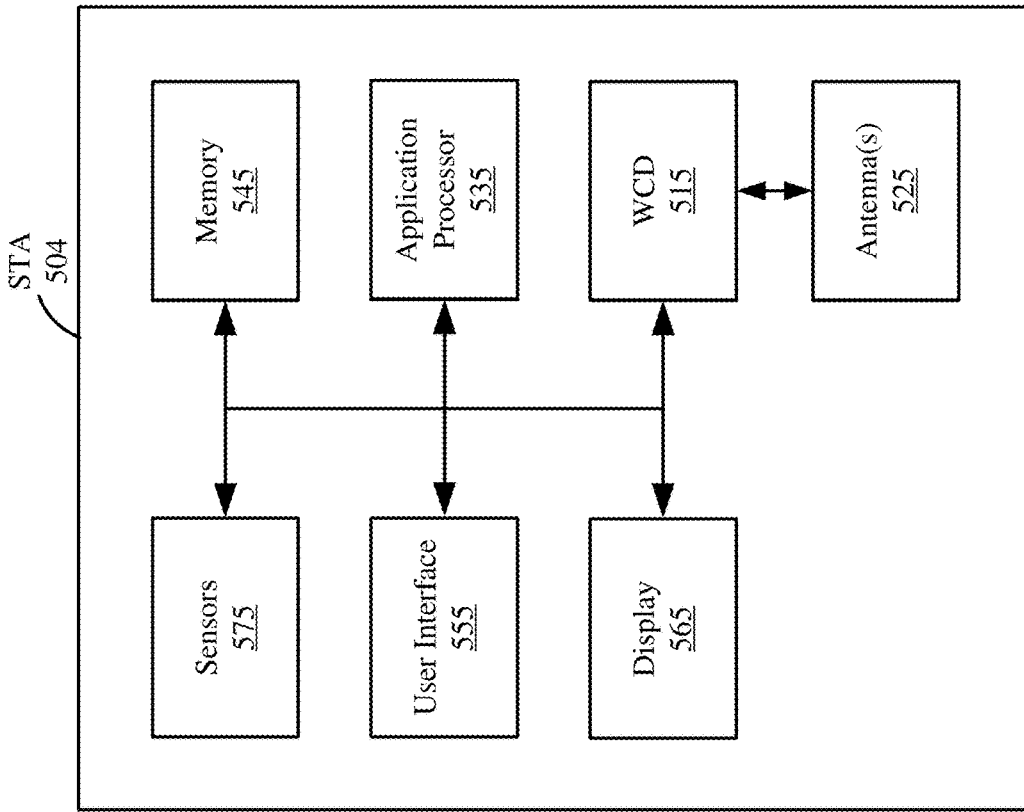 STA
504
Sensors
575
Memory
545
User Interface
555
Application
Processor
535
Display
565
WCD
515
Antenna(s)
525